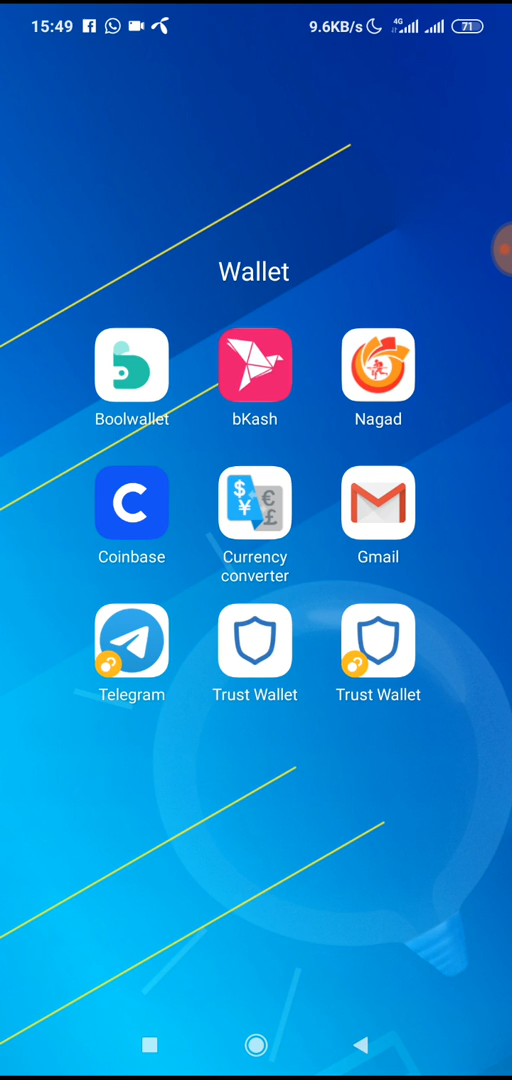 15:49
9.6KB/s
4G
71
Wallet
Boolwallet
bKash
Nagad
Coinbase
Currency
converter
Gmail
Telegram
Trust Wallet
Trust Wallet